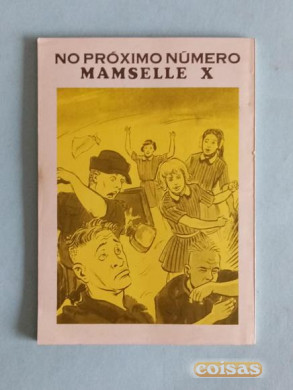 NO PRÓXIMO NÚMERO
MAMSELLE X
coisas